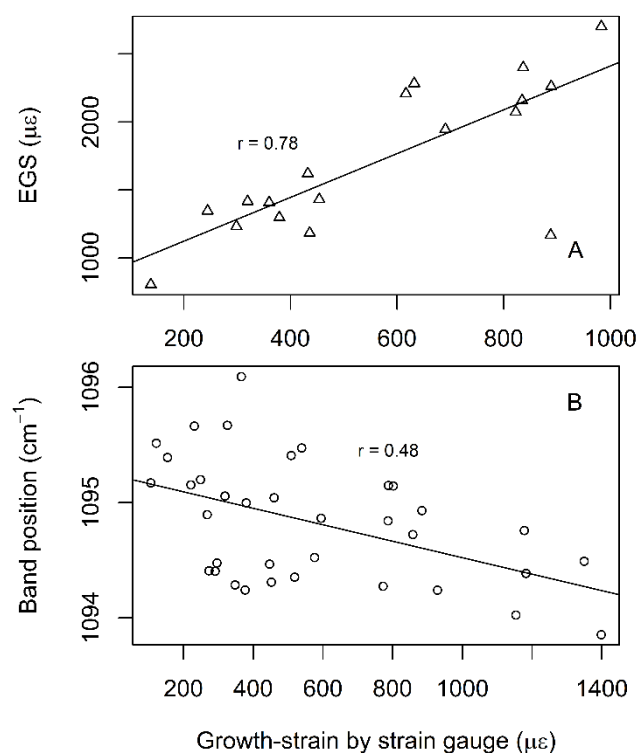 EGS (με)
2000
1000
r = 0.78
A
200 400 600 800 1000
Band position (cm⁻¹)
1096
1095
1094
B
r = 0.48
200 400 600 800 1000 1400
Growth-strain by strain gauge (με)